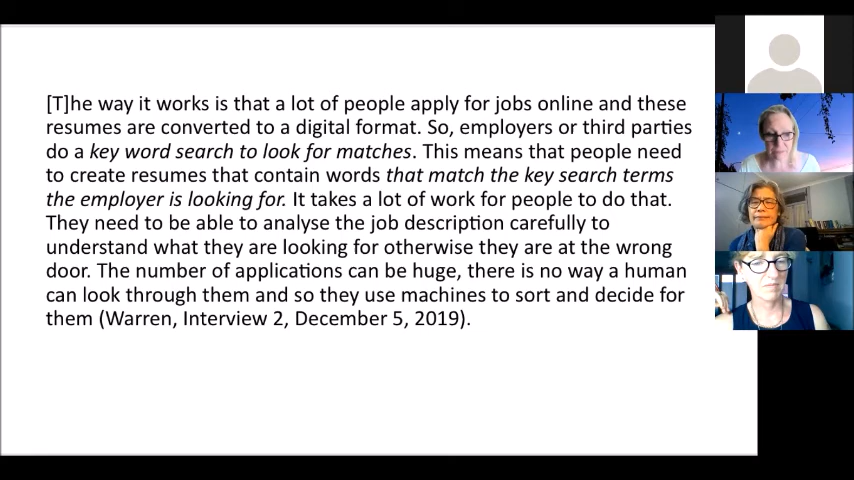 [T]he way it works is that a lot of people apply for jobs online and these
resumes are converted to a digital format. So, employers or third parties
do a key word search to look for matches. This means that people need
to create resumes that contain words that match the key search terms
the employer is looking for. It takes a lot of work for people to do that.
They need to be able to analyse the job description carefully to
understand what they are looking for otherwise they are at the wrong
door. The number of applications can be huge, there is no way a human
can look through them and so they use machines to sort and decide for
them (Warren, Interview 2, December 5, 2019).